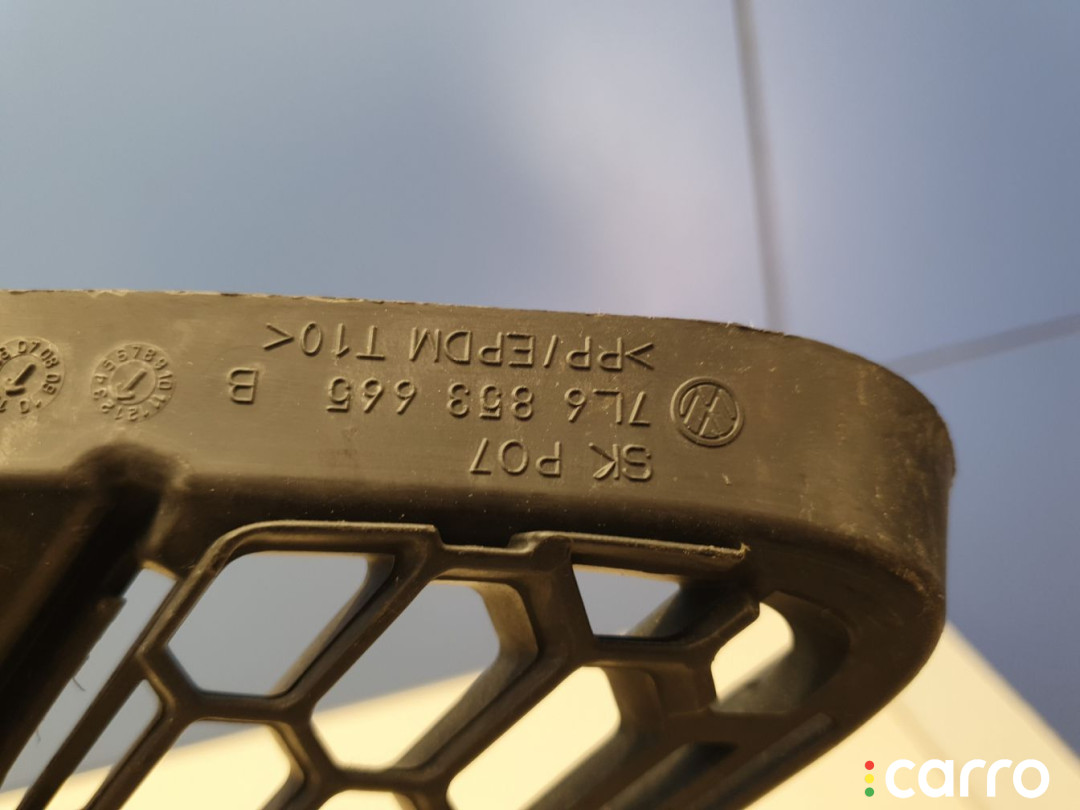 SK P07
7L6 853 665 B
>PP/EPDM T10<
carro